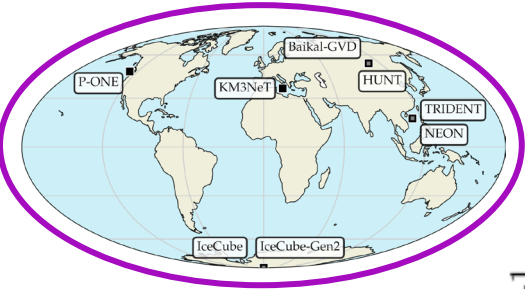 Baikal-GVD
P-ONE
KM3NeT
HUNT
TRIDENT
NEON
IceCube
IceCube-Gen2